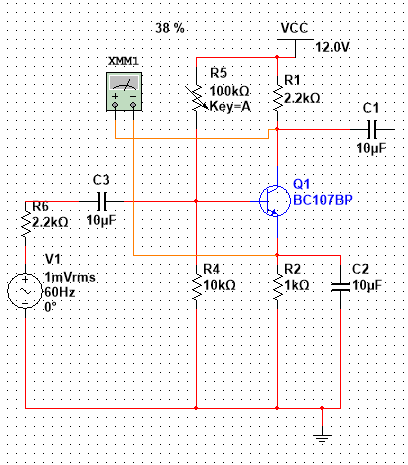 38 %
VCC
12.0V
XMM1
R5
100kΩ
Key=A
R1
2.2kΩ
C1
10µF
Q1
BC107BP
C3
10µF
R6
2.2kΩ
V1
1mVrms
60Hz
0°
R4
10kΩ
R2
1kΩ
C2
10µF